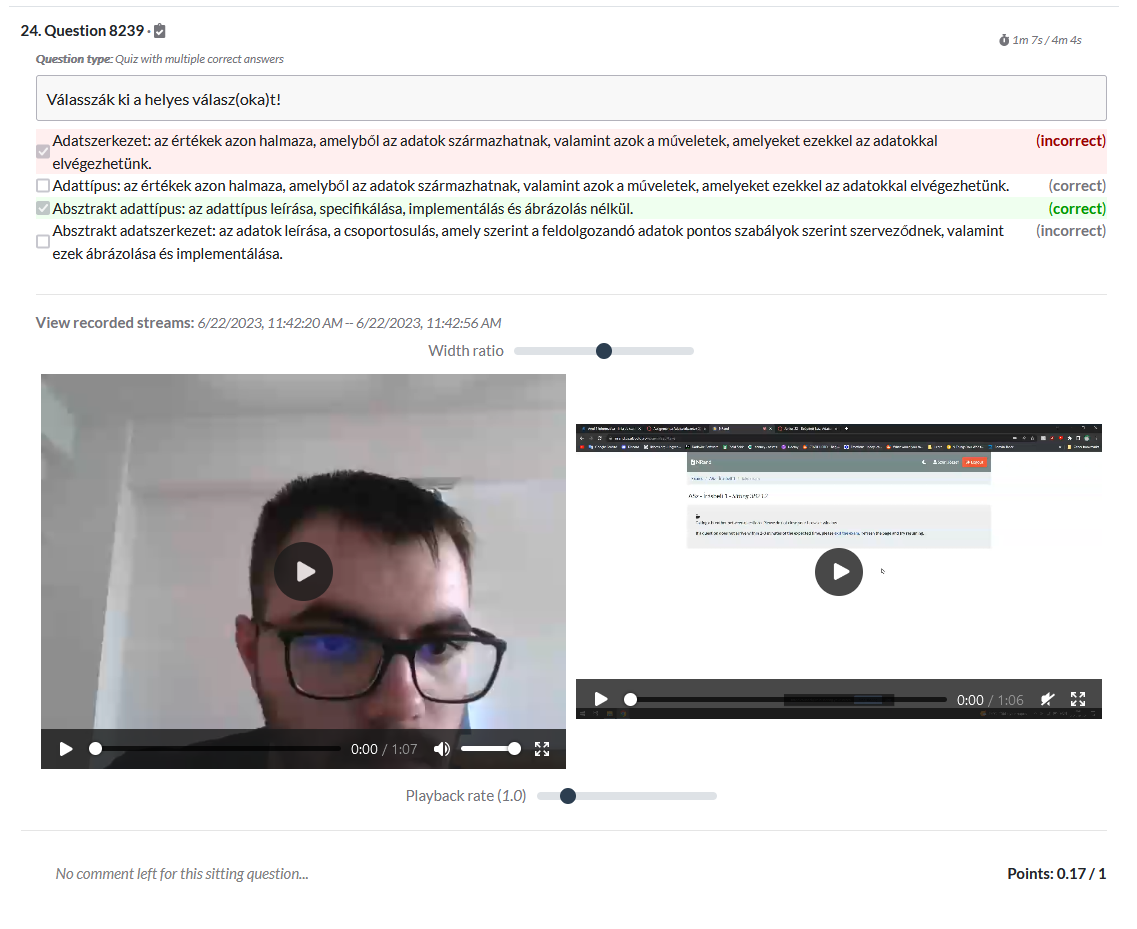 24. Question 8239 ·
1m 7s / 4m 4s
Question type: Quiz with multiple correct answers
Válasszák ki a helyes válasz(oka)t!
Adatszerkezet: az értékek azon halmaza, amelyből az adatok származhatnak, valamint azok a műveletek, amelyeket ezekkel az adatokkal (incorrect)
elvégezhetünk.
Adattípus: az értékek azon halmaza, amelyből az adatok származhatnak, valamint azok a műveletek, amelyeket ezekkel az adatokkal elvégezhetünk. (correct)
Absztrakt adattípus: az adattípus leírása, specifikálása, implementálás és ábrázolás nélkül. (correct)
Absztrakt adatszerkezet: az adatok leírása, a csoportosulás, amely szerint a feldolgozandó adatok pontos szabályok szerint szerveződnek, valamint (incorrect)
ezek ábrázolása és implementálása.
View recorded streams: 6/22/2023, 11:42:20 AM -- 6/22/2023, 11:42:56 AM
Width ratio
0:00 / 1:07
0:00 / 1:06
Playback rate (1.0)
No comment left for this sitting question...
Points: 0.17 / 1